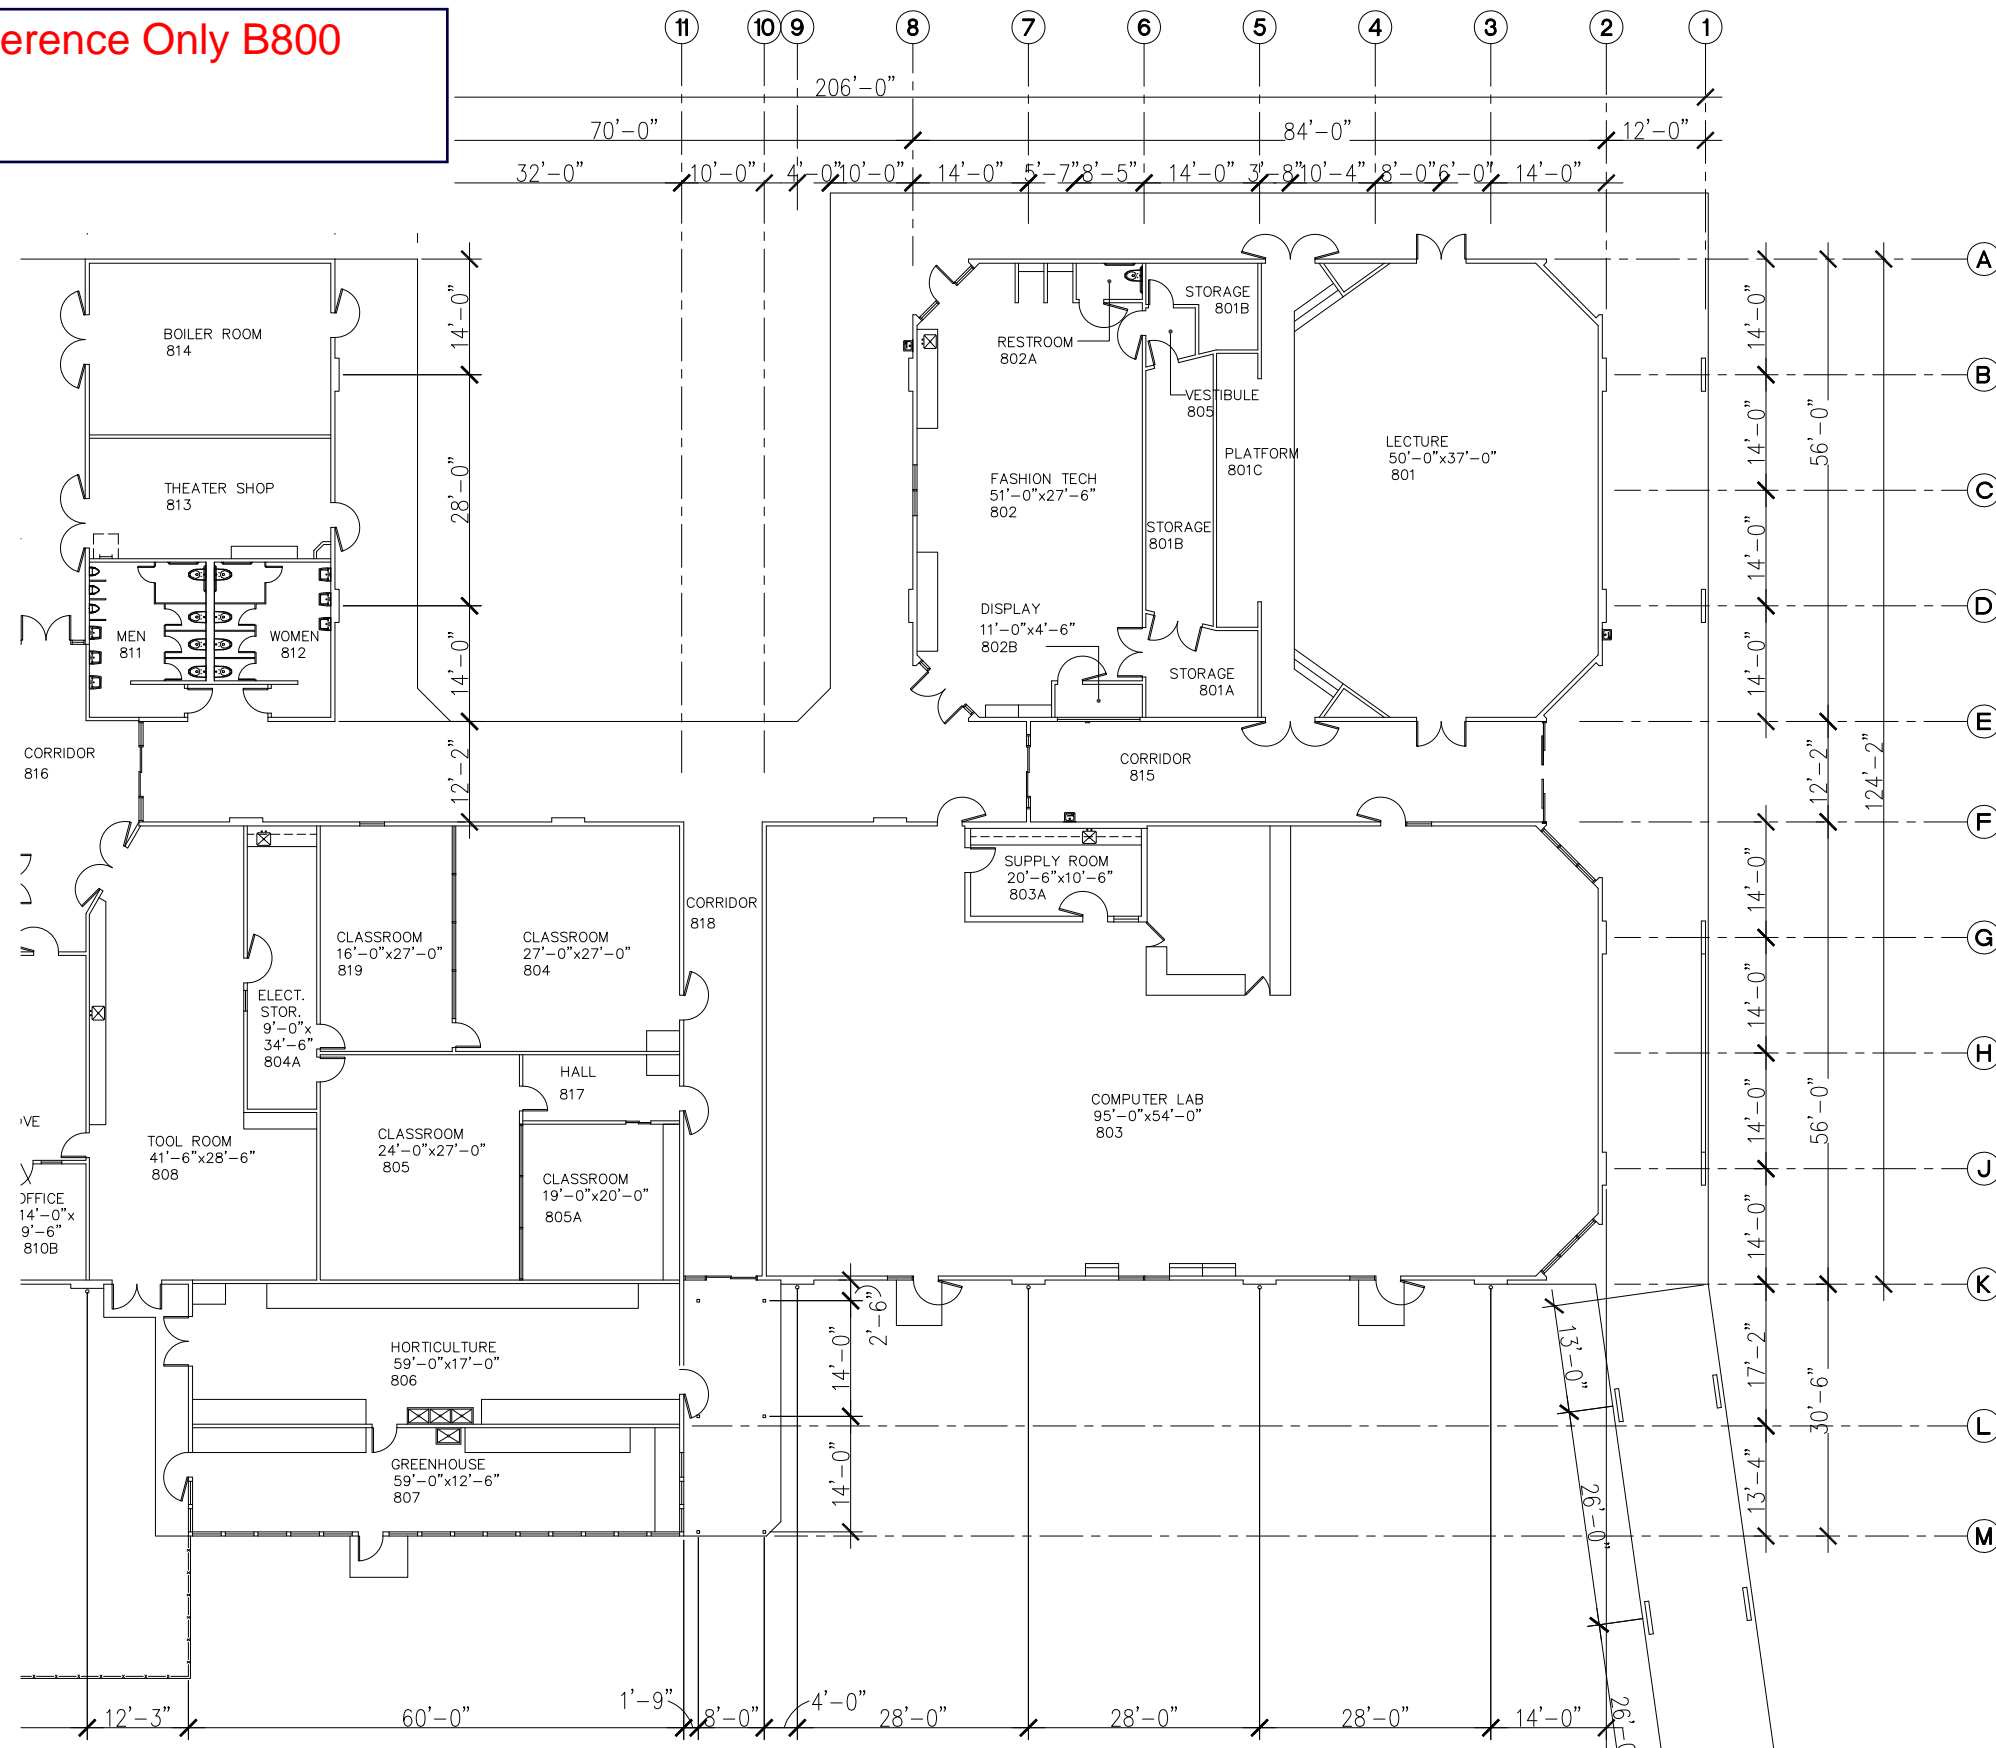 erence Only B800
11
10
9
8
7
6
5
4
3
2
1
206'-0"
70'-0"
84'-0"
12'-0"
32'-0"
10'-0"
4'-0"
10'-0"
14'-0"
5'-7"
8'-5"
14'-0"
3'-8"
10'-4"
8'-0"
6'-0"
14'-0"
A
B
C
D
E
F
G
H
J
K
L
M
14'-0"
28'-0"
14'-0"
12'-2"
14'-0"
14'-0"
14'-0"
14'-0"
56'-0"
12'-2"
124'-2"
14'-0"
14'-0"
14'-0"
14'-0"
56'-0"
17'-2"
13'-4"
30'-6"
BOILER ROOM
814
THEATER SHOP
813
MEN
811
WOMEN
812
CORRIDOR
816
STORAGE
801B
RESTROOM
802A
VESTIBULE
805
PLATFORM
801C
LECTURE
50'-0"x37'-0"
801
FASHION TECH
51'-0"x27'-6"
802
STORAGE
801B
DISPLAY
11'-0"x4'-6"
802B
STORAGE
801A
CORRIDOR
815
SUPPLY ROOM
20'-6"x10'-6"
803A
CORRIDOR
818
CLASSROOM
16'-0"x27'-0"
819
CLASSROOM
27'-0"x27'-0"
804
ELECT.
STOR.
9'-0"x
34'-6"
804A
HALL
817
COMPUTER LAB
95'-0"x54'-0"
803
TOOL ROOM
41'-6"x28'-6"
808
CLASSROOM
24'-0"x27'-0"
805
CLASSROOM
19'-0"x20'-0"
805A
VE
OFFICE
14'-0"x
9'-6"
810B
HORTICULTURE
59'-0"x17'-0"
806
GREENHOUSE
59'-0"x12'-6"
807
2'-6"
14'-0"
14'-0"
13'-0"
26'-0"
26'-0
12'-3"
60'-0"
1'-9"
8'-0"
4'-0"
28'-0"
28'-0"
28'-0"
14'-0"